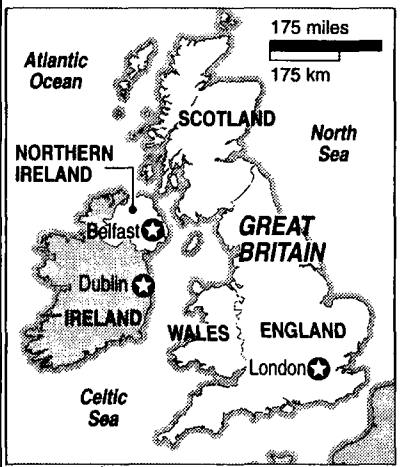 175 miles
175 km
Atlantic
Ocean
SCOTLAND
North
Sea
NORTHERN
IRELAND
Belfast
GREAT
BRITAIN
Dublin
IRELAND
WALES
ENGLAND
London
Celtic
Sea